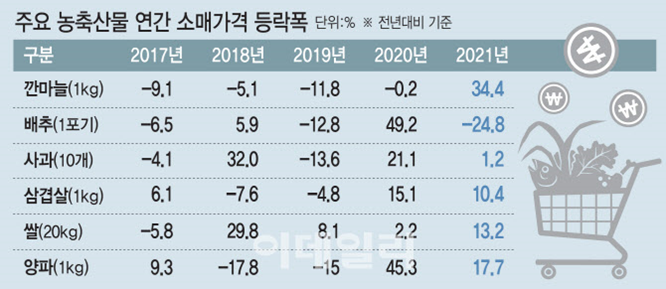 주요 농축산물 연간 소매가격 등락폭 단위:% ※ 전년대비 기준
구분 2017년 2018년 2019년 2020년 2021년
깐마늘(1kg) −9.1 −5.1 −11.8 −0.2 34.4
배추(1포기) −6.5 5.9 −12.8 49.2 −24.8
사과(10개) −4.1 32.0 −13.6 21.1 1.2
삼겹살(1kg) 6.1 −7.6 −4.8 15.1 10.4
쌀(20kg) −5.8 29.8 8.1 2.2 13.2
이데일리
양파(1kg) 9.3 −17.8 −15 45.3 17.7
₩
₩
₩